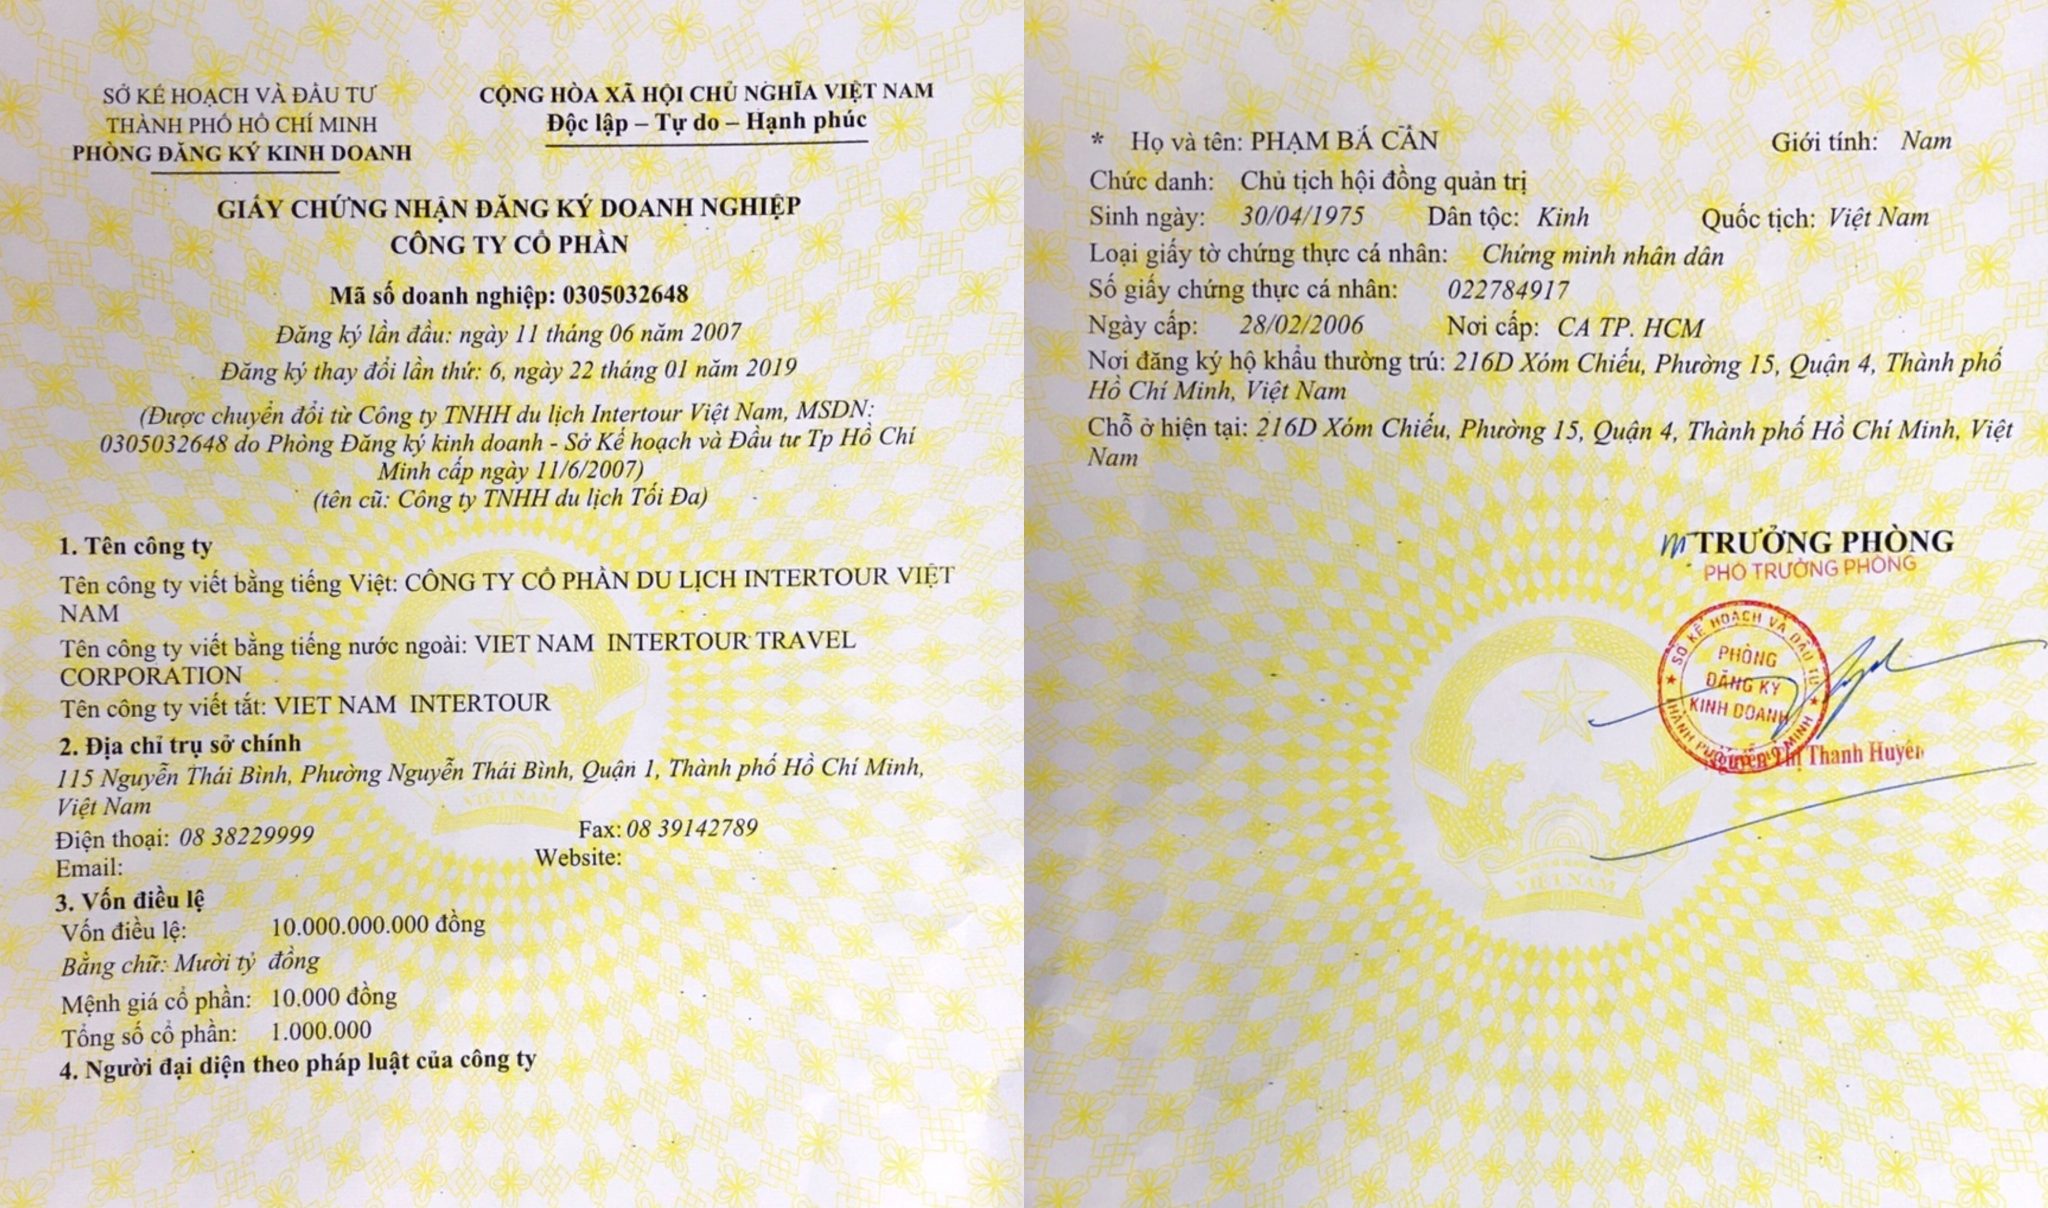 SỞ KẾ HOẠCH VÀ ĐẦU TƯ
THÀNH PHỐ HỒ CHÍ MINH
PHÒNG ĐĂNG KÝ KINH DOANH
CỘNG HÒA XÃ HỘI CHỦ NGHĨA VIỆT NAM
Độc lập – Tự do – Hạnh phúc
GIẤY CHỨNG NHẬN ĐĂNG KÝ DOANH NGHIỆP
CÔNG TY CỔ PHẦN
Mã số doanh nghiệp: 0305032648
Đăng ký lần đầu: ngày 11 tháng 06 năm 2007
Đăng ký thay đổi lần thứ: 6, ngày 22 tháng 01 năm 2019
(Được chuyển đổi từ Công ty TNHH du lịch Intertour Việt Nam, MSDN:
0305032648 do Phòng Đăng ký kinh doanh - Sở Kế hoạch và Đầu tư Tp Hồ Chí
Minh cấp ngày 11/6/2007)
(tên cũ: Công ty TNHH du lịch Tối Đa)
1. Tên công ty
Tên công ty viết bằng tiếng Việt: CÔNG TY CỔ PHẦN DU LỊCH INTERTOUR VIỆT
NAM
Tên công ty viết bằng tiếng nước ngoài: VIET NAM INTERTOUR TRAVEL
CORPORATION
Tên công ty viết tắt: VIET NAM INTERTOUR
2. Địa chỉ trụ sở chính
115 Nguyễn Thái Bình, Phường Nguyễn Thái Bình, Quận 1, Thành phố Hồ Chí Minh,
Việt Nam
Điện thoại: 08 38229999 Fax: 08 39142789
Email: Website:
3. Vốn điều lệ
Vốn điều lệ: 10.000.000.000 đồng
Bằng chữ: Mười tỷ đồng
Mệnh giá cổ phần: 10.000 đồng
Tổng số cổ phần: 1.000.000
4. Người đại diện theo pháp luật của công ty
* Họ và tên: PHẠM BÁ CẦN Giới tính: Nam
Chức danh: Chủ tịch hội đồng quản trị
Sinh ngày: 30/04/1975 Dân tộc: Kinh Quốc tịch: Việt Nam
Loại giấy tờ chứng thực cá nhân: Chứng minh nhân dân
Số giấy chứng thực cá nhân: 022784917
Ngày cấp: 28/02/2006 Nơi cấp: CA TP. HCM
Nơi đăng ký hộ khẩu thường trú: 216D Xóm Chiếu, Phường 15, Quận 4, Thành phố
Hồ Chí Minh, Việt Nam
Chỗ ở hiện tại: 216D Xóm Chiếu, Phường 15, Quận 4, Thành phố Hồ Chí Minh, Việt
Nam
TRƯỞNG PHÒNG
PHÓ TRƯỞNG PHÒNG
SỞ KẾ HOẠCH VÀ ĐẦU TƯ
PHÒNG
ĐĂNG KÝ
KINH DOANH
THÀNH PHỐ HỒ CHÍ MINH
Nguyễn Thị Thanh Huyền
VIỆT NAM
VIỆT NAM